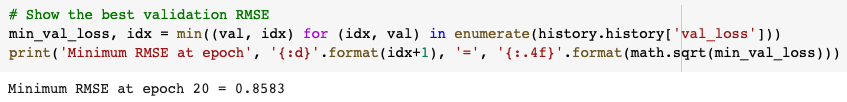 # Show the best validation RMSE
min_val_loss, idx = min((val, idx) for (idx, val) in enumerate(history.history['val_loss']))
print('Minimum RMSE at epoch', '{:d}'.format(idx+1), '=', '{:.4f}'.format(math.sqrt(min_val_loss)))
Minimum RMSE at epoch 20 = 0.8583